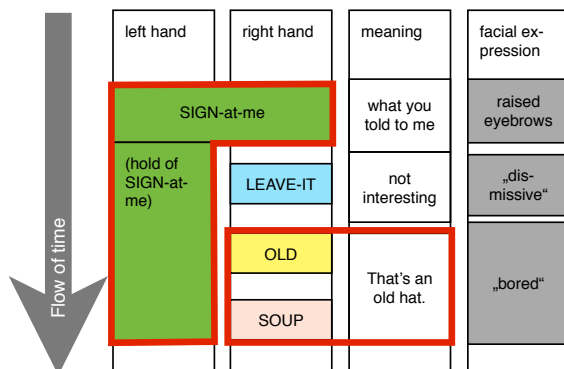 left hand
right hand
meaning
facial ex-
pression
SIGN-at-me
what you
told to me
raised
eyebrows
(hold of
SIGN-at-
me)
LEAVE-IT
not
interesting
„dis-
missive“
OLD
SOUP
That's an
old hat.
„bored“
Flow of time